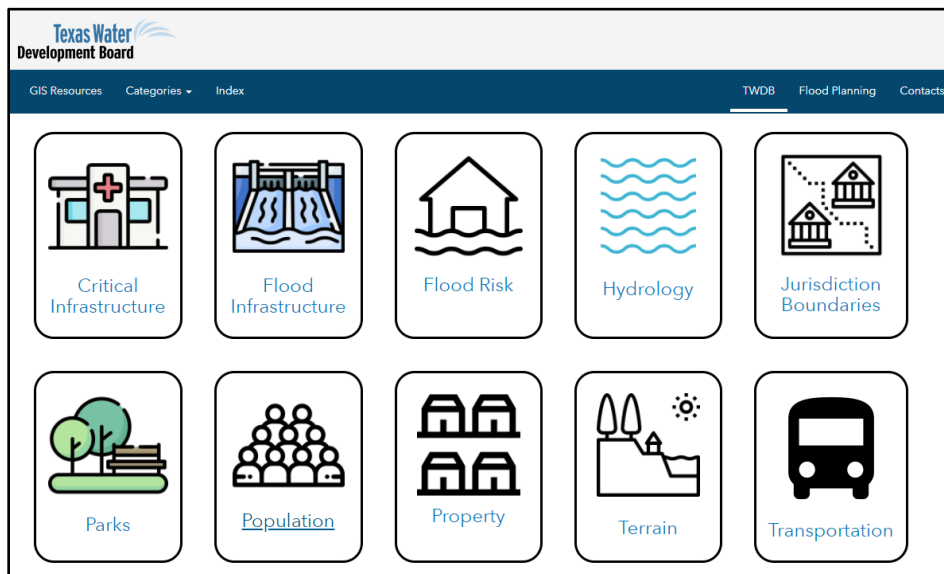 Texas Water
Development Board
GIS Resources Categories Index TWDB Flood Planning Contacts
Critical
Infrastructure
Flood
Infrastructure
Flood Risk
Hydrology
Jurisdiction
Boundaries
Parks
Population
Property
Terrain
Transportation